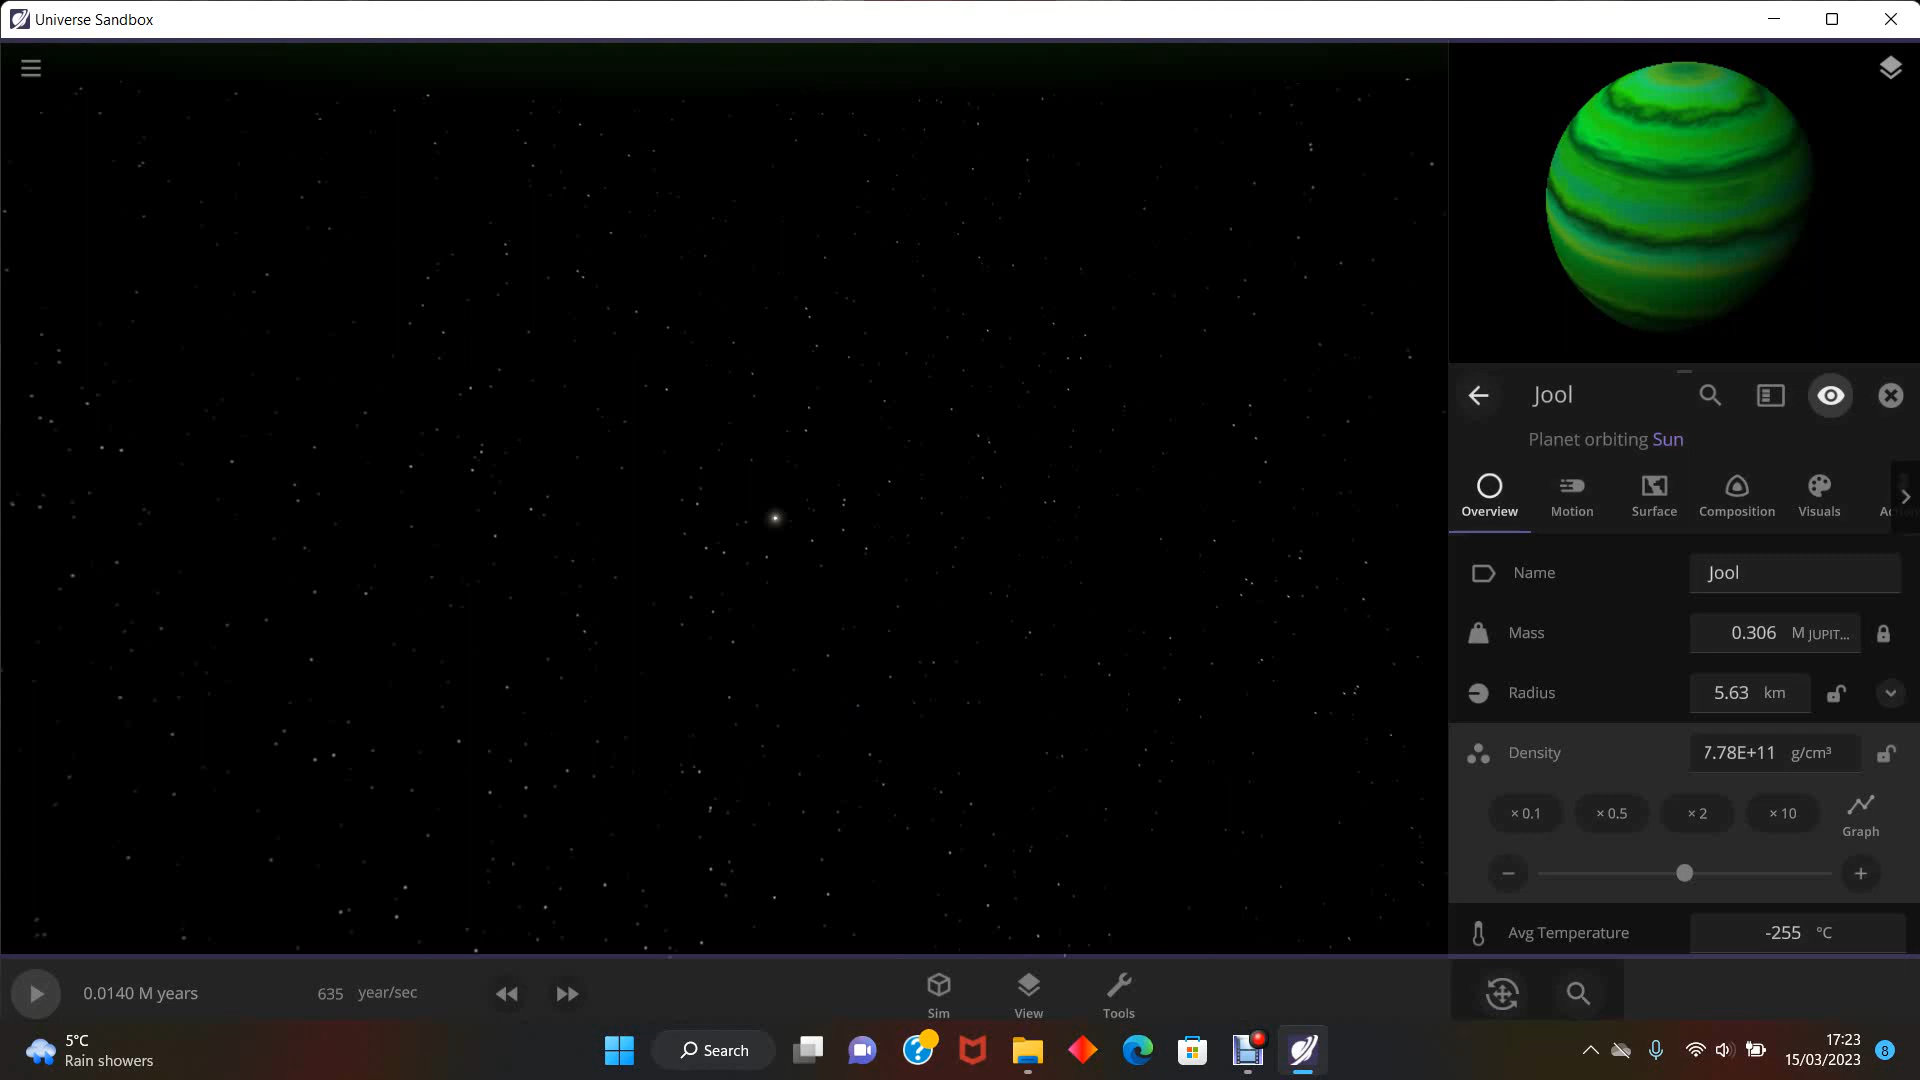 Universe Sandbox
Jool
Planet orbiting Sun
Overview
Motion
Surface
Composition
Visuals
Name
Jool
Mass
0.306 M JUPIT...
Radius
5.63 km
Density
7.78E+11 g/cm³
× 0.1
× 0.5
× 2
× 10
Graph
Avg Temperature
-255 °C
0.0140 M years
635 year/sec
Sim
View
Tools
5°C
Rain showers
Search
17:23
15/03/2023
8